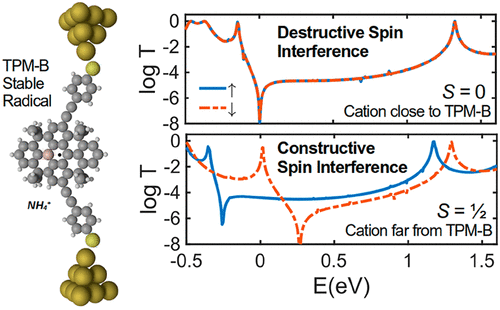 TPM-B
Stable
Radical
NH₄⁺
log T
0
-2
-4
-6
-8
Destructive Spin
Interference
↑
↓
S = 0
Cation close to TPM-B
log T
0
-2
-4
-6
-8
Constructive
Spin Interference
S = ½
Cation far from TPM-B
-0.5 0 0.5 1 1.5
E(eV)